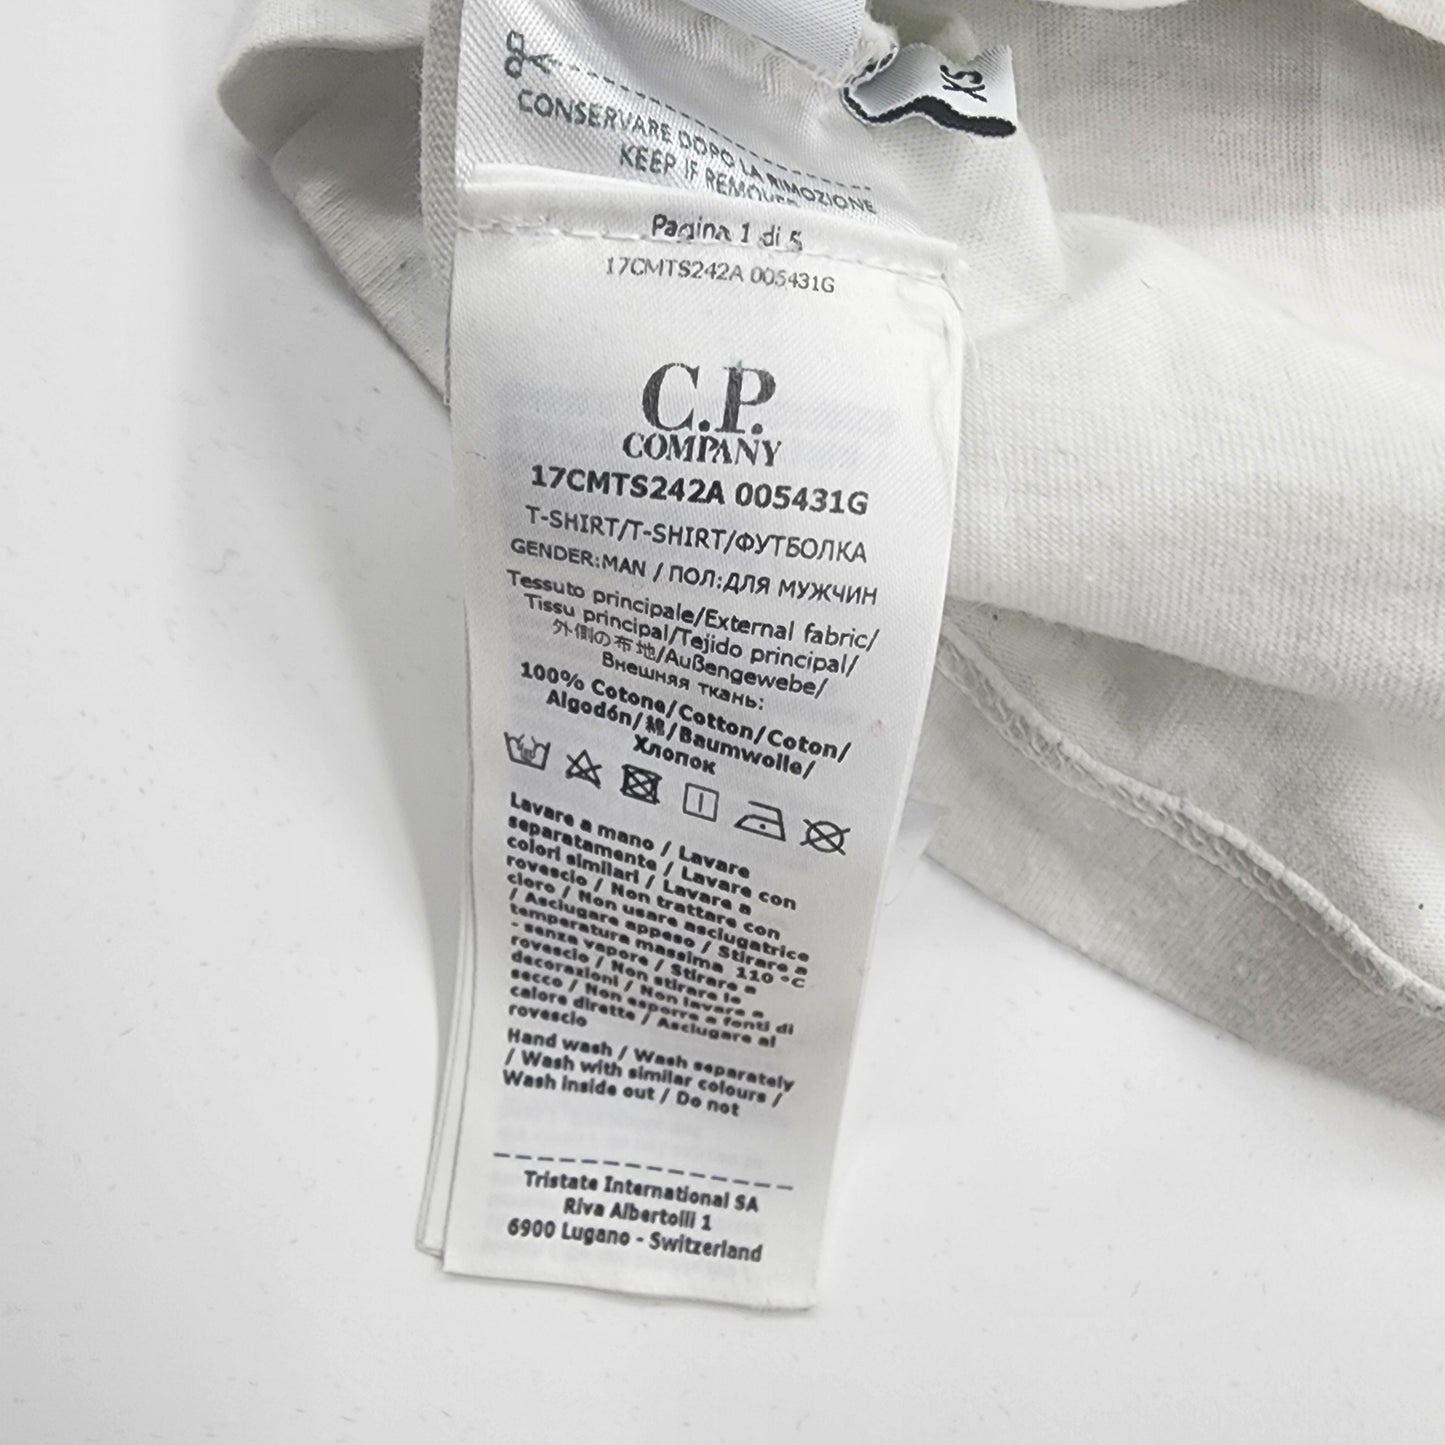 XS
CONSERVARE DOPO LA RIMOZIONE
KEEP IF REMOVED
Pagina 1 di 5
17CMTS242A 005431G
C.P.
COMPANY
17CMTS242A 005431G
T-SHIRT/T-SHIRT/ФУТБОЛКА
GENDER:MAN / ПОЛ:ДЛЯ МУЖЧИН
Tessuto principale/External fabric/
Tissu principal/Tejido principal/
外側の布地/Außengewebe/
Внешняя ткань:
100% Cotone/Cotton/Coton/
Algodón/綿/Baumwolle/
Хлопок
Lavare a mano / Lavare
separatamente / Lavare con
colori similari / Lavare a
rovescio / Non trattare con
cloro / Non usare asciugatrice
/ Asciugare appeso / Stirare a
temperatura massima 110 °C
- senza vapore / Stirare a
rovescio / Non stirare le
decorazioni / Non lavare a
secco / Non esporre a fonti di
calore dirette / Asciugare al
rovescio
Hand wash / Wash separately
/ Wash with similar colours /
Wash inside out / Do not
Tristate International SA
Riva Albertolli 1
6900 Lugano - Switzerland